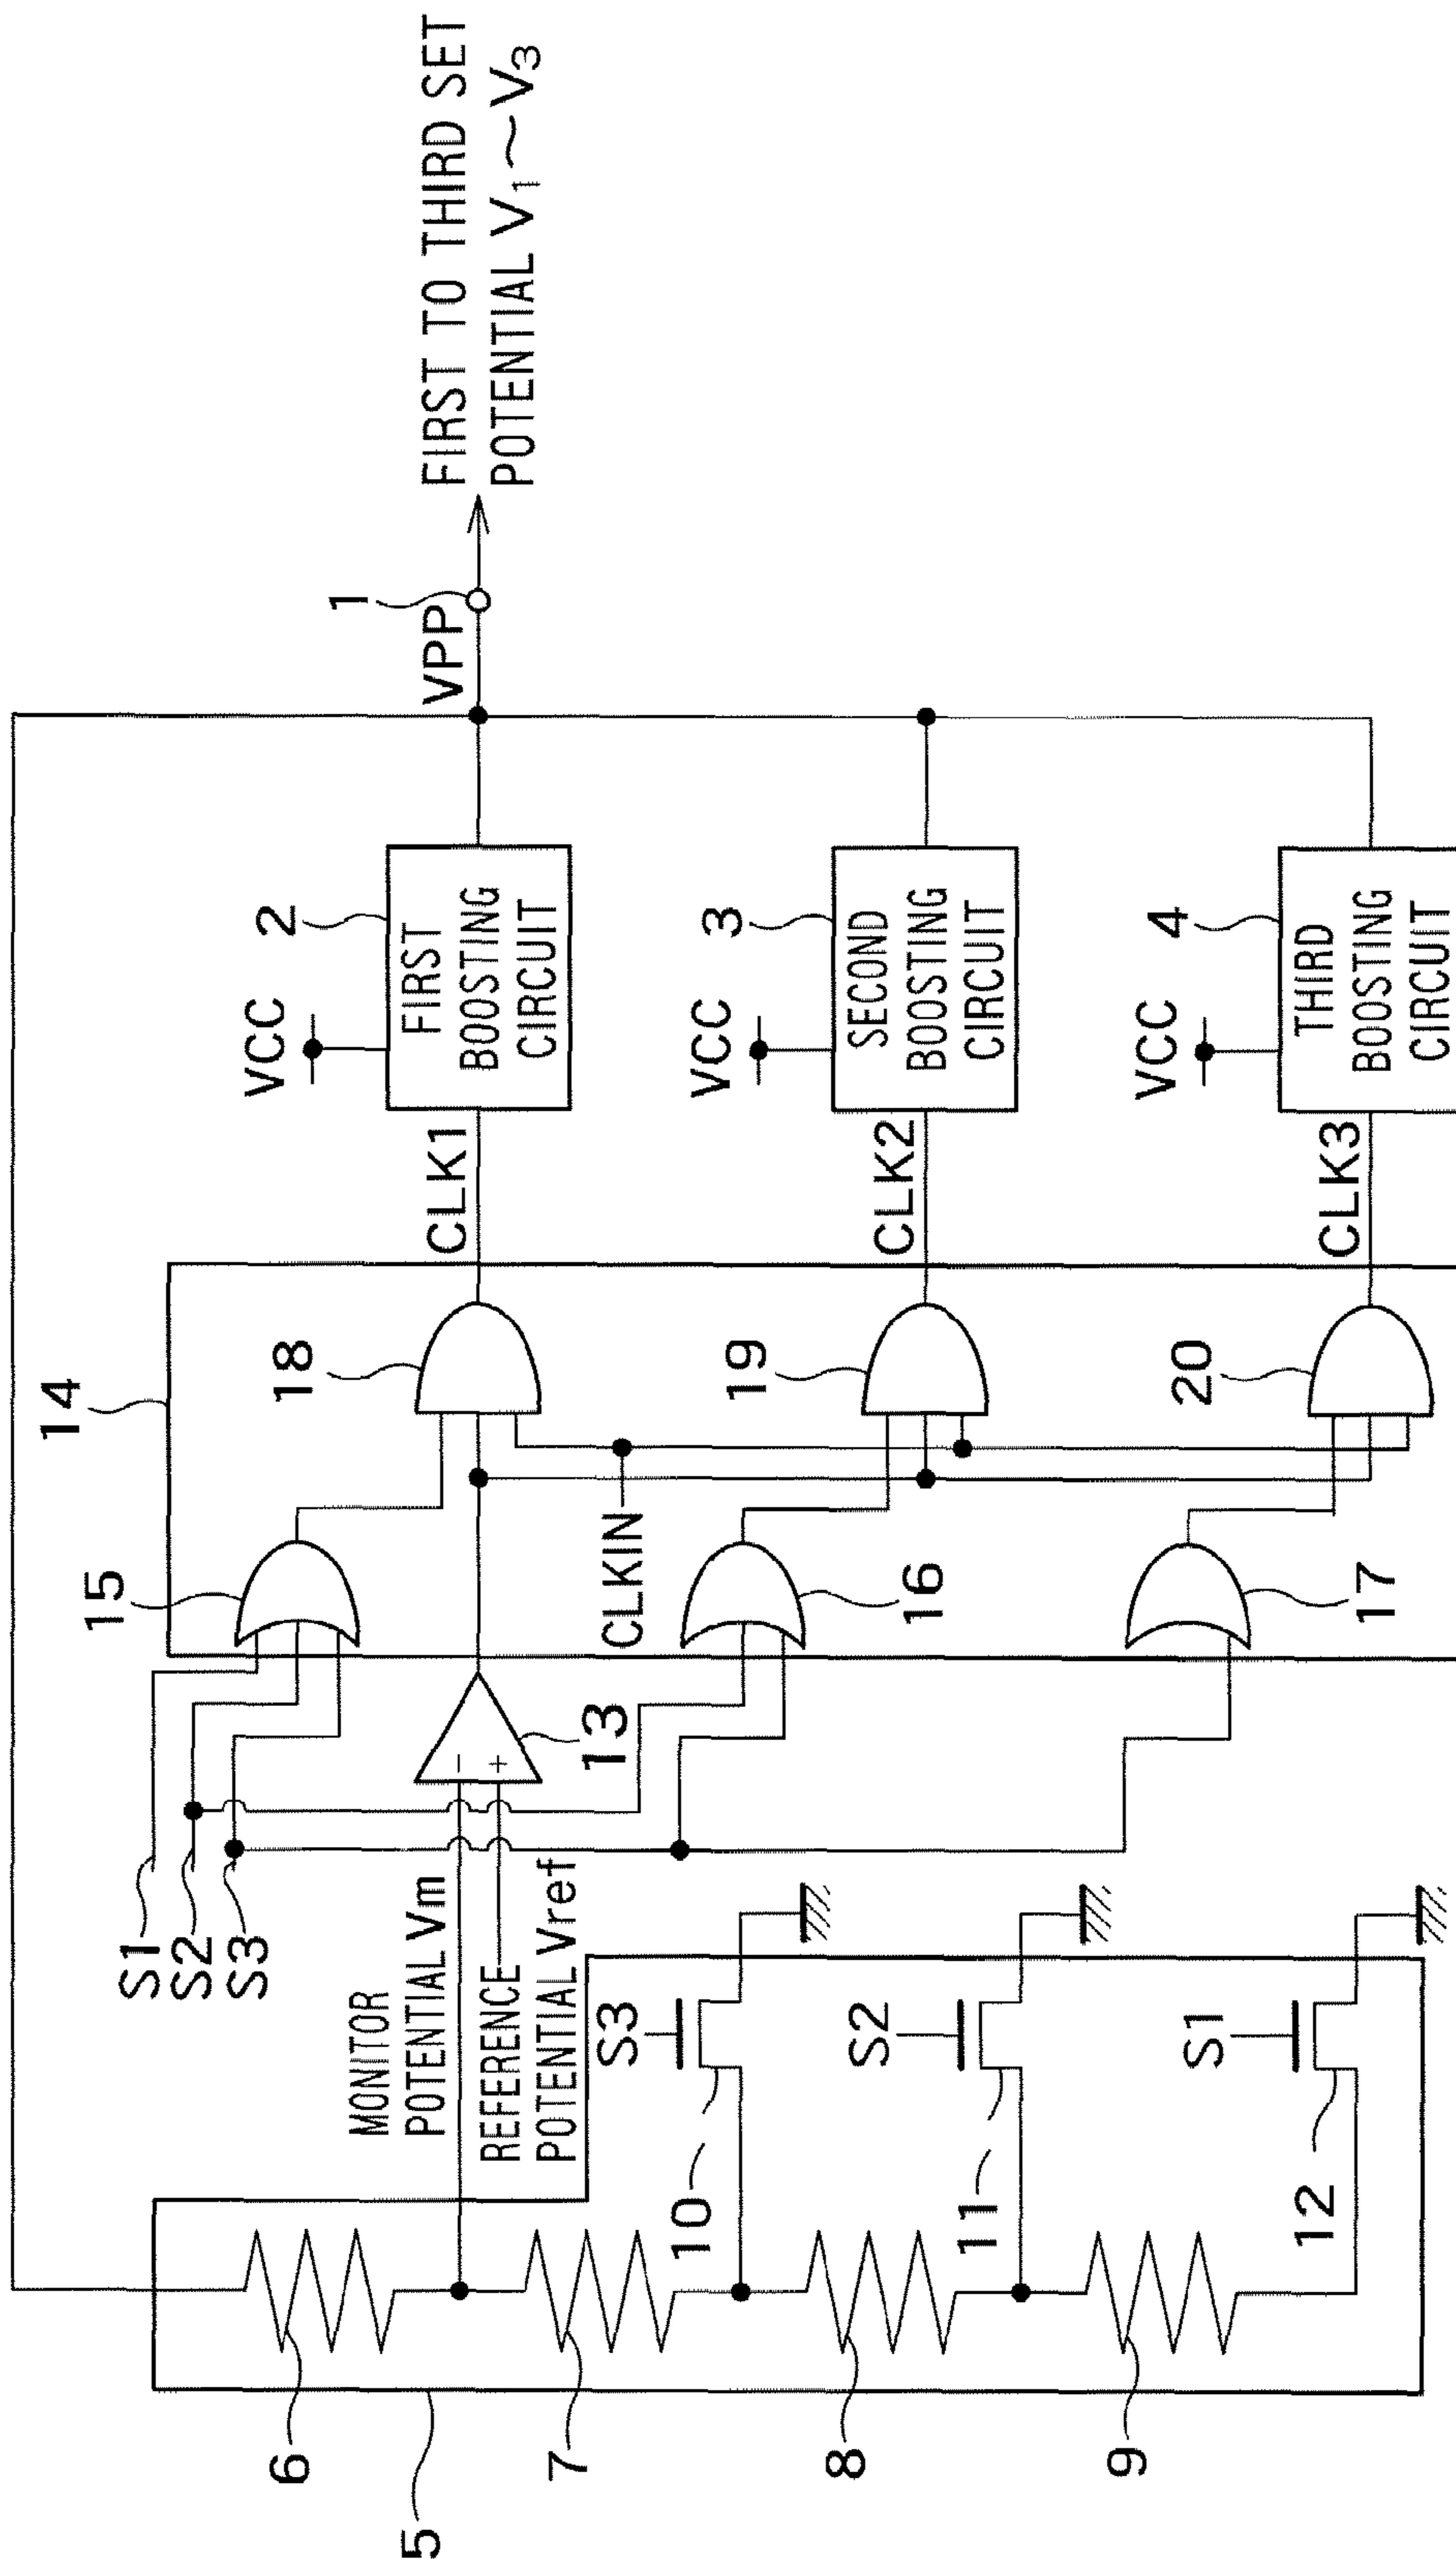 FIRST TO THIRD SET
POTENTIAL V1~V3
1
VPP
2
VCC
FIRST
BOOSTING
CIRCUIT
CLK1
3
VCC
SECOND
BOOSTING
CIRCUIT
CLK2
4
VCC
THIRD
BOOSTING
CIRCUIT
CLK3
14
18
19
20
15
CLKIN
16
17
13
−
+
S1
S2
S3
MONITOR
POTENTIAL Vm
REFERENCE
POTENTIAL Vref
S3
S2
S1
10
11
12
6
7
8
9
5